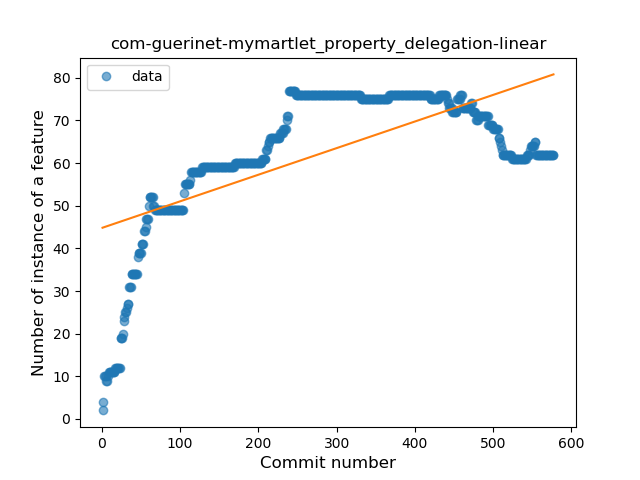 com-guerinet-mymartlet_property_delegation-linear
data
Number of instance of a feature
80
70
60
50
40
30
20
10
0
0 100 200 300 400 500 600
Commit number